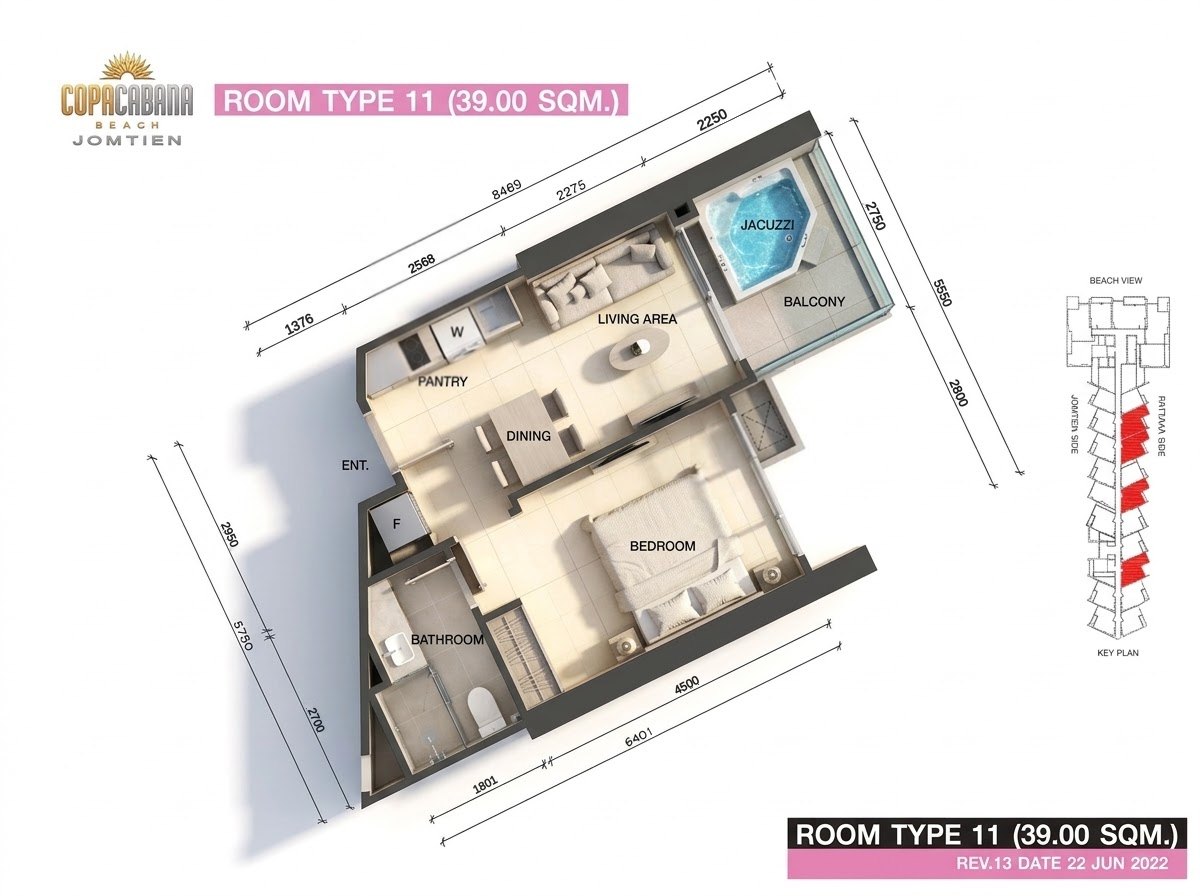 COPACABANA
BEACH
JOMTIEN
ROOM TYPE 11 (39.00 SQM.)
8469
2250
2275
2568
1376
2750
5550
2800
JACUZZI
BALCONY
LIVING AREA
W
PANTRY
DINING
ENT.
F
BEDROOM
BATHROOM
2950
5750
2700
4500
6401
1801
BEACH VIEW
JOMTIEN SIDE
PATTAYA SIDE
KEY PLAN
ROOM TYPE 11 (39.00 SQM.)
REV.13 DATE 22 JUN 2022